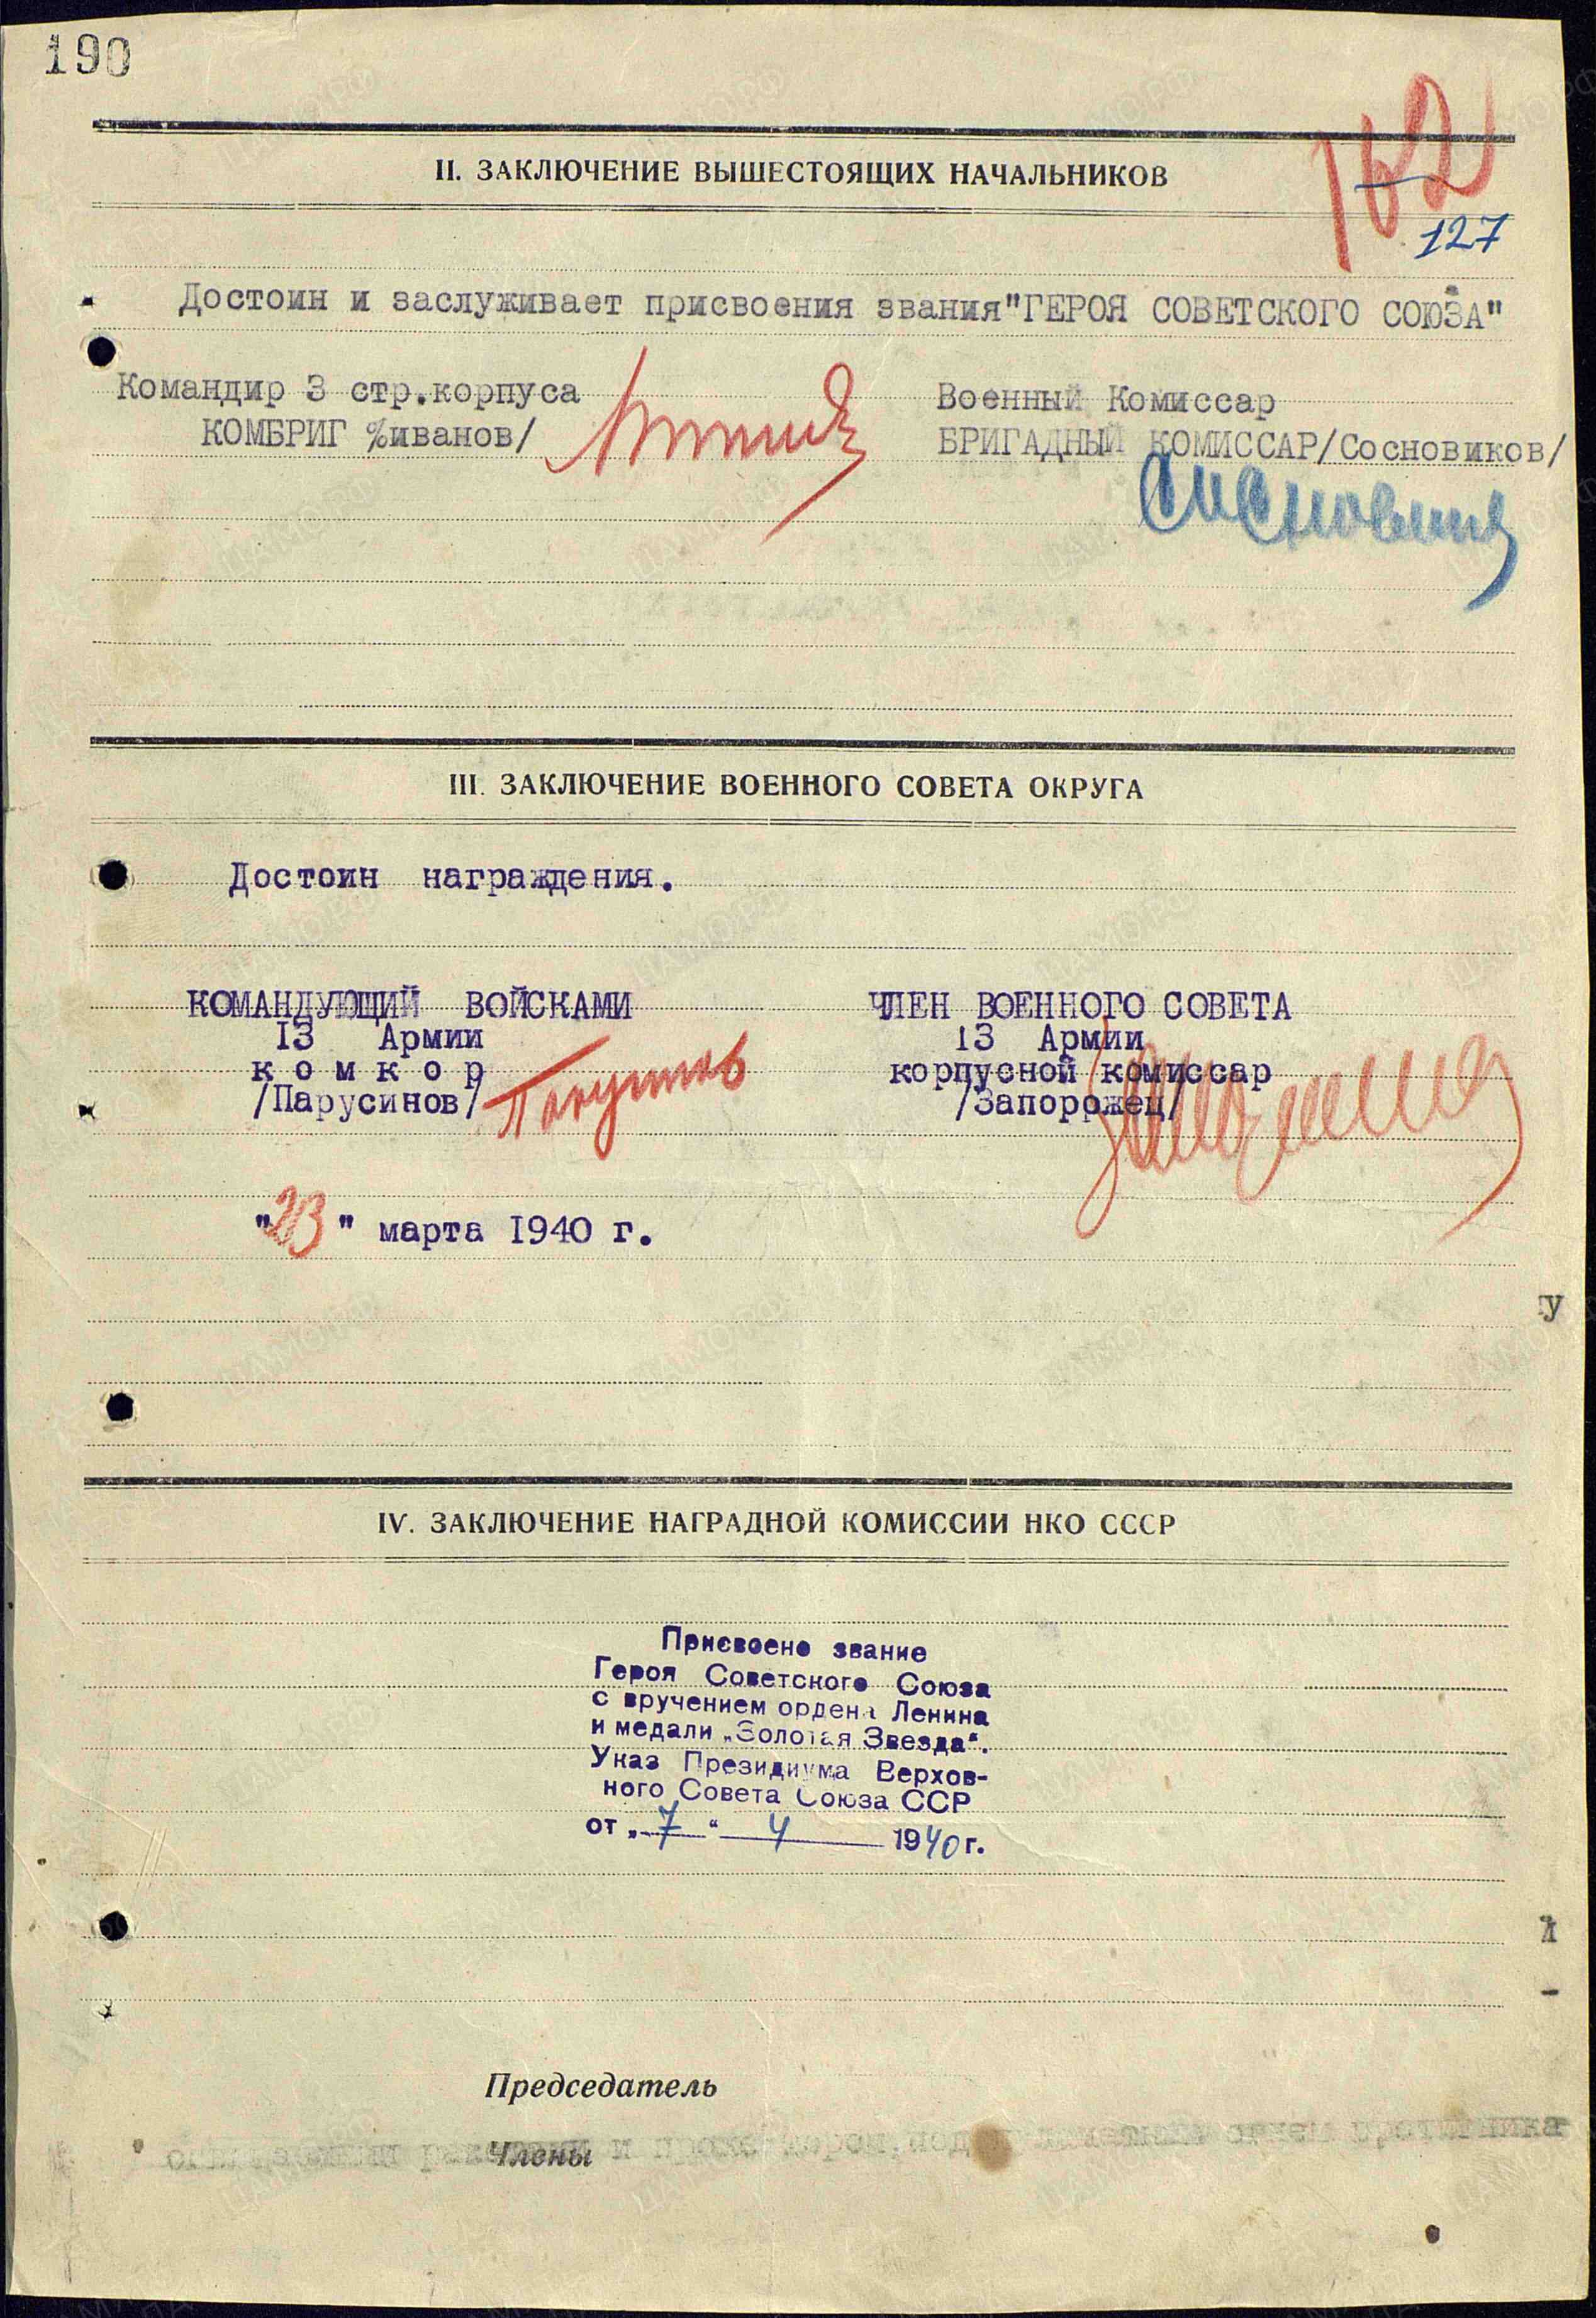 190
162
II. ЗАКЛЮЧЕНИЕ ВЫШЕСТОЯЩИХ НАЧАЛЬНИКОВ
127
Достоин и заслуживает присвоения звания"ГЕРОЯ СОВЕТСКОГО СОЮЗА"
Командир 3 стр.корпуса
КОМБРИГ %иванов/
Военный Комиссар
БРИГАДНЫЙ КОМИССАР/Сосновиков/
III. ЗАКЛЮЧЕНИЕ ВОЕННОГО СОВЕТА ОКРУГА
Достоин награждения.
КОМАНДУЮЩИЙ ВОЙСКАМИ
13 Армии
к о м к о р
/Парусинов/
ЧЛЕН ВОЕННОГО СОВЕТА
13 Армии
корпусной комиссар
/Запорожец/
"23" марта 1940 г.
IV. ЗАКЛЮЧЕНИЕ НАГРАДНОЙ КОМИССИИ НКО СССР
Присвоено звание
Героя Советского Союза
с вручением ордена Ленина
и медали „Золотая Звезда“.
Указ Президиума Верхов-
ного Совета Союза ССР
от „7“ 4 1940 г.
Председатель
Члены